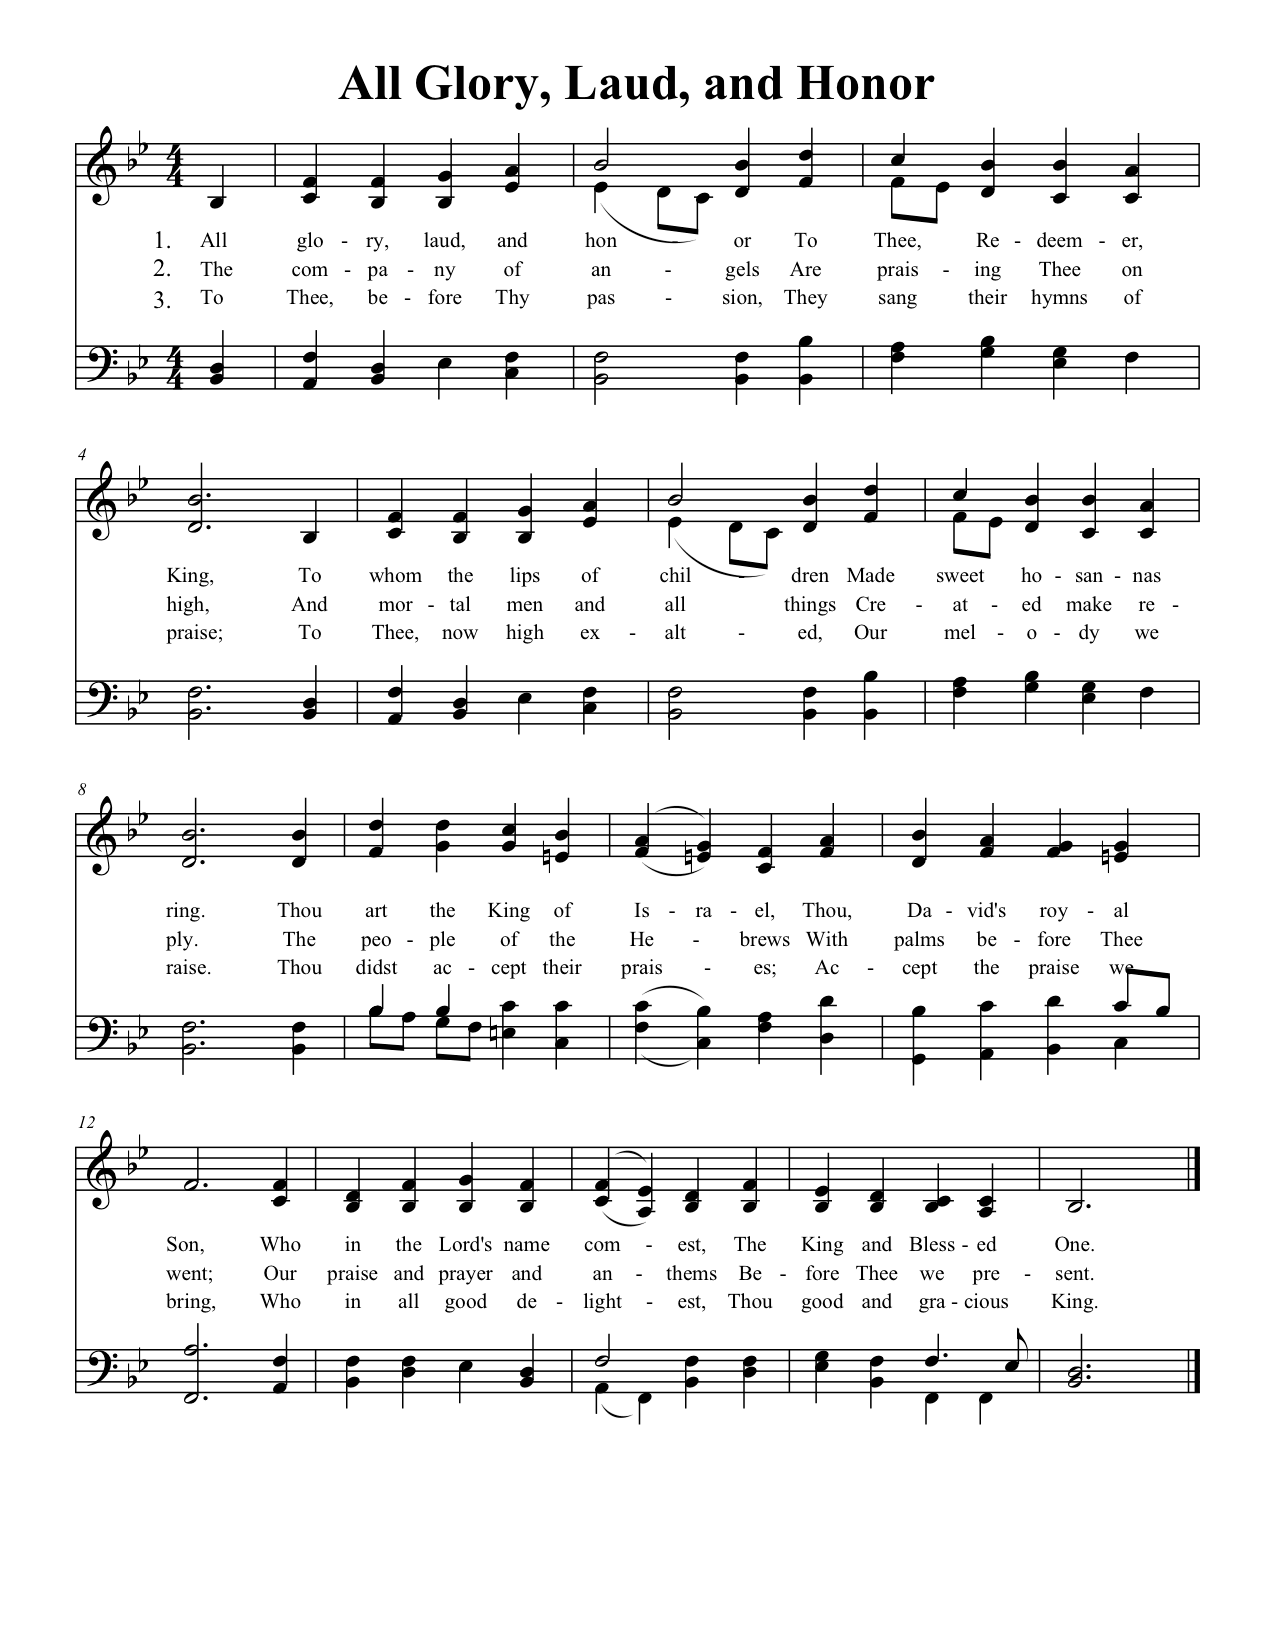 All Glory, Laud, and Honor
1. All glo - ry, laud, and hon or To Thee, Re - deem - er,
2. The com - pa - ny of an - gels Are prais - ing Thee on
3. To Thee, be - fore Thy pas - sion, They sang their hymns of
4
King, To whom the lips of chil - dren Made sweet ho - san - nas
high, And mor - tal men and all things Cre - at - ed make re -
praise; To Thee, now high ex - alt - ed, Our mel - o - dy we
8
ring. Thou art the King of Is - ra - el, Thou, Da - vid's roy - al
ply. The peo - ple of the He - brews With palms be - fore Thee
raise. Thou didst ac - cept their prais - es; Ac - cept the praise we
12
Son, Who in the Lord's name com - est, The King and Bless - ed One.
went; Our praise and prayer and an - thems Be - fore Thee we pre - sent.
bring, Who in all good de - light - est, Thou good and gra - cious King.